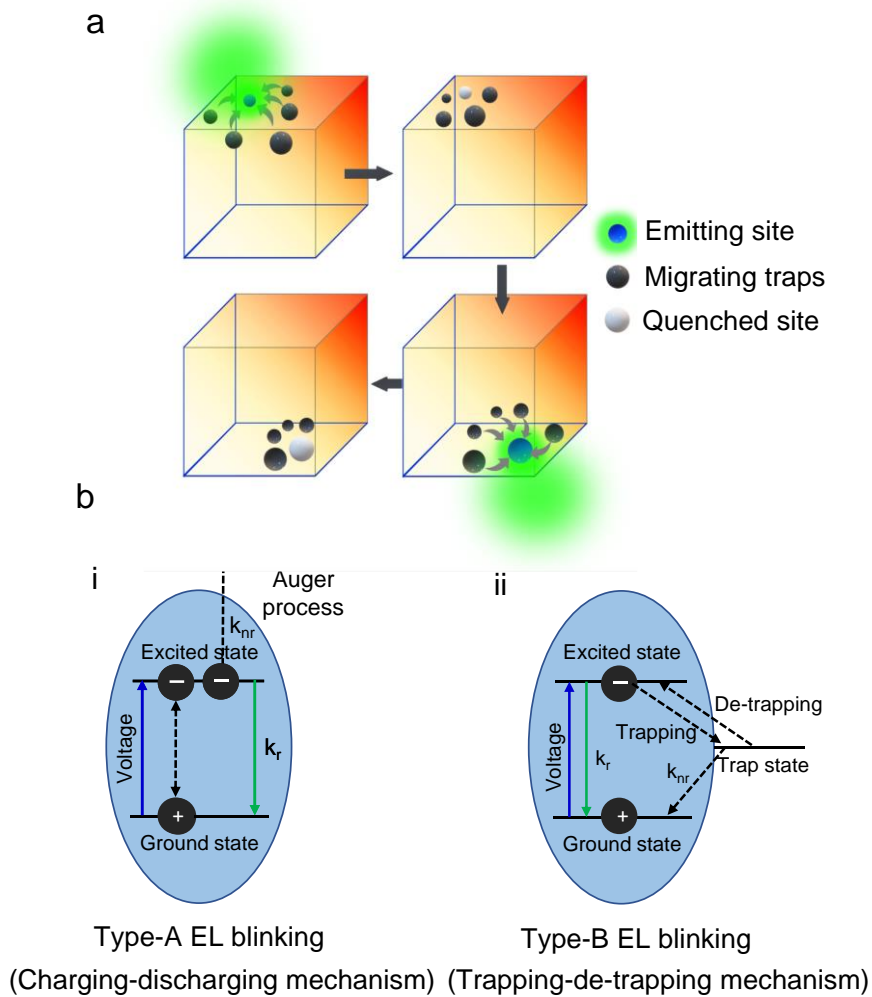 a
Emitting site
Migrating traps
Quenched site
b
i
Auger
process
knr
Excited state
Voltage
kr
Ground state
Type-A EL blinking
(Charging-discharging mechanism)
ii
Excited state
De-trapping
Trapping
Voltage
kr
knr
Trap state
Ground state
Type-B EL blinking
(Trapping-de-trapping mechanism)